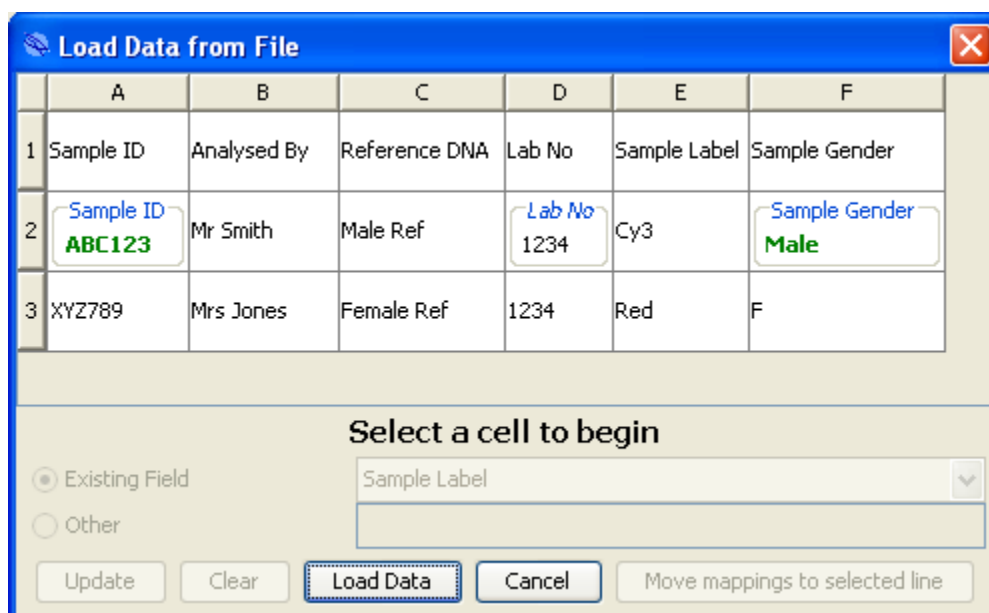 Load Data from File
A B C D E F
1 Sample ID Analysed By Reference DNA Lab No Sample Label Sample Gender
Sample ID Lab No Sample Gender
2 ABC123 Mr Smith Male Ref 1234 Cy3 Male
3 XYZ789 Mrs Jones Female Ref 1234 Red F
Select a cell to begin
Existing Field Sample Label
Other
Update Clear Load Data Cancel Move mappings to selected line